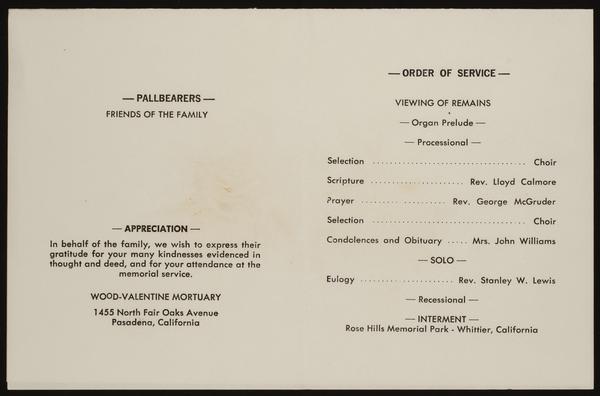 — PALLBEARERS —
FRIENDS OF THE FAMILY
— APPRECIATION —
In behalf of the family, we wish to express their
gratitude for your many kindnesses evidenced in
thought and deed, and for your attendance at the
memorial service.
WOOD-VALENTINE MORTUARY
1455 North Fair Oaks Avenue
Pasadena, California
— ORDER OF SERVICE —
VIEWING OF REMAINS
— Organ Prelude —
— Processional —
Selection ................................... Choir
Scripture ..................... Rev. Lloyd Calmore
Prayer ................... Rev. George McGruder
Selection ................................... Choir
Condolences and Obituary ..... Mrs. John Williams
— SOLO —
Eulogy ..................... Rev. Stanley W. Lewis
— Recessional —
— INTERMENT —
Rose Hills Memorial Park - Whittier, California